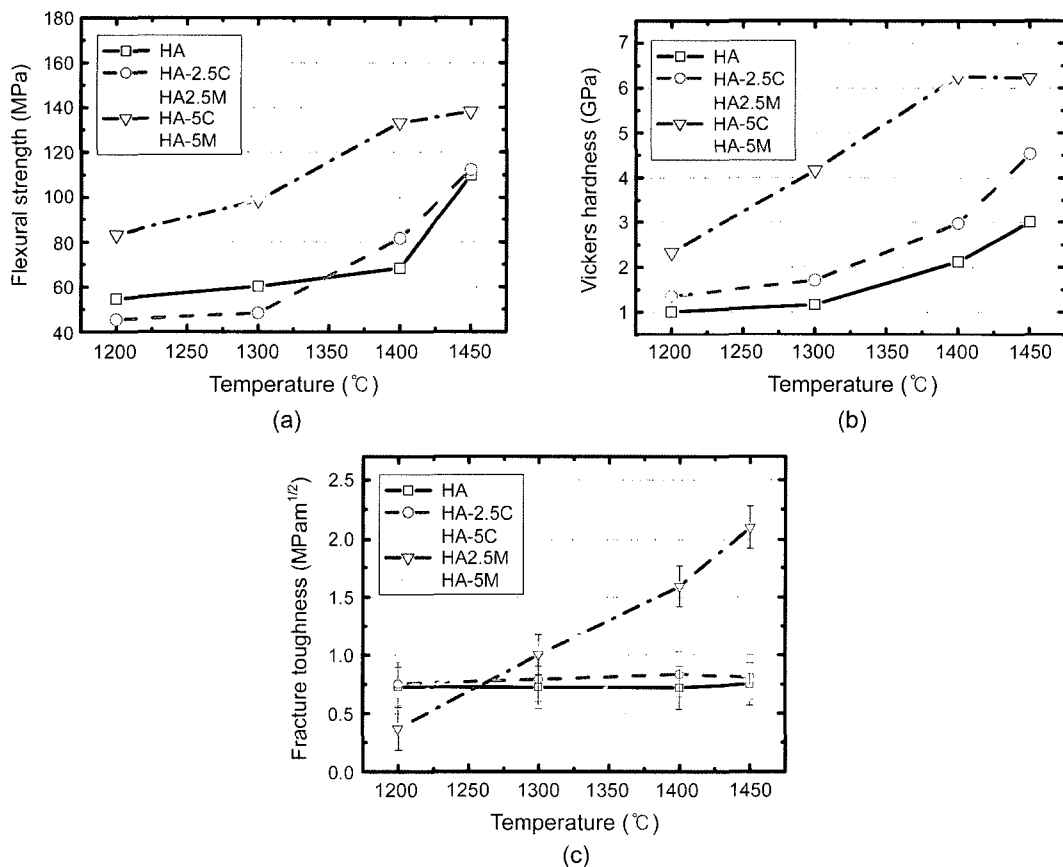 180
160
140
120
100
80
60
40
Flexural strength (MPa)
HA
HA-2.5C
HA2.5M
HA-5C
HA-5M
1200 1250 1300 1350 1400 1450
Temperature (℃)
(a)
7
6
5
4
3
2
1
Vickers hardness (GPa)
HA
HA-2.5C
HA2.5M
HA-5C
HA-5M
1200 1250 1300 1350 1400 1450
Temperature (℃)
(b)
2.5
2.0
1.5
1.0
0.5
0.0
Fracture toughness (MPam1/2)
HA
HA-2.5C
HA-5C
HA2.5M
HA-5M
1200 1250 1300 1350 1400 1450
Temperature (℃)
(c)